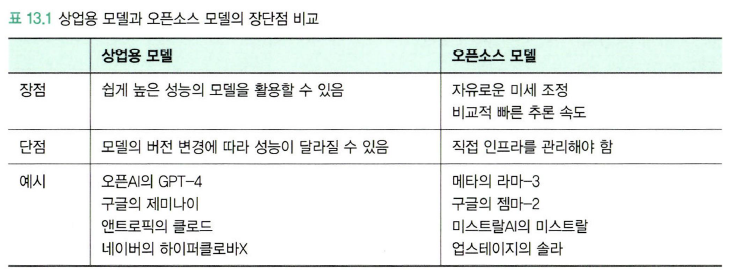 표 13.1 상업용 모델과 오픈소스 모델의 장단점 비교
상업용 모델 오픈소스 모델
장점 쉽게 높은 성능의 모델을 활용할 수 있음 자유로운 미세 조정
비교적 빠른 추론 속도
단점 모델의 버전 변경에 따라 성능이 달라질 수 있음 직접 인프라를 관리해야 함
예시 오픈AI의 GPT-4 메타의 라마-3
구글의 제미나이 구글의 젬마-2
앤트로픽의 클로드 미스트랄AI의 미스트랄
네이버의 하이퍼클로바X 업스테이지의 솔라